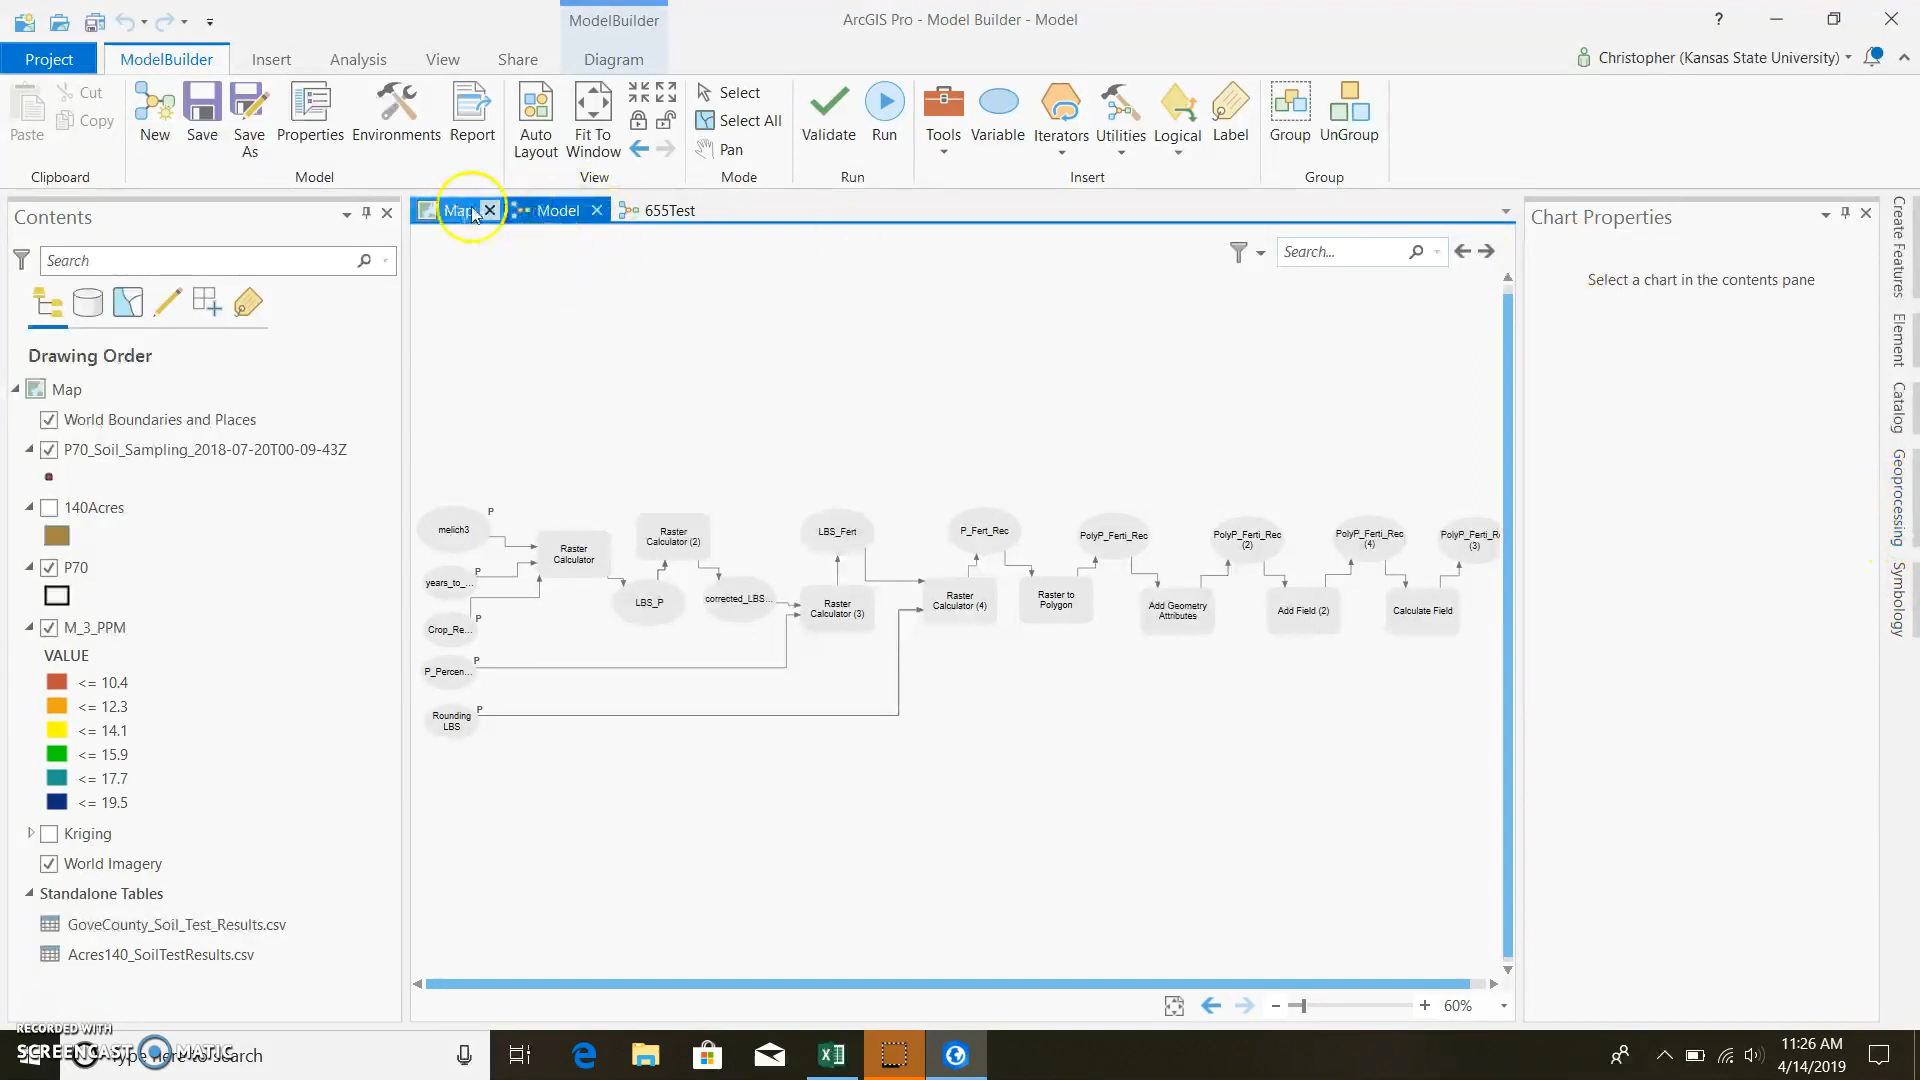 ModelBuilder
ArcGIS Pro - Model Builder - Model
?
Project
ModelBuilder
Insert
Analysis
View
Share
Diagram
Christopher (Kansas State University)
Paste
Cut
Copy
New
Save
Save As
Properties
Environments
Report
Auto Layout
Fit To Window
Select
Select All
Pan
Validate
Run
Tools
Variable
Iterators
Utilities
Logical
Label
Group
UnGroup
Clipboard
Model
View
Mode
Run
Insert
Group
Contents
Map
Model
655Test
Chart Properties
Search
Search...
Select a chart in the contents pane
Drawing Order
Map
World Boundaries and Places
P70_Soil_Sampling_2018-07-20T00-09-43Z
140Acres
P70
M_3_PPM
VALUE
<= 10.4
<= 12.3
<= 14.1
<= 15.9
<= 17.7
<= 19.5
Kriging
World Imagery
Standalone Tables
GoveCounty_Soil_Test_Results.csv
Acres140_SoilTestResults.csv
melich3
P
years_to_...
P
Crop_Re...
P
P_Percen...
P
Rounding
LBS
P
Raster
Calculator
Raster
Calculator (2)
LBS_P
corrected_LBS...
LBS_Fert
Raster
Calculator (3)
P_Fert_Rec
Raster
Calculator (4)
Raster to
Polygon
PolyP_Fert_Rec
Add Geometry
Attributes
PolyP_Ferti_Rec
(2)
Add Field (2)
PolyP_Ferti_Rec
(4)
Calculate Field
PolyP_Ferti_R
(3)
Create Features
Element
Catalog
Geoprocessing
Symbology
60%
RECORDED WITH
SCREENCAST MATIC
Type here to search
11:26 AM
4/14/2019